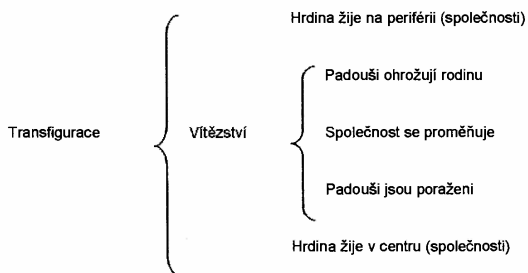 Hrdina žije na periférii (společnosti)
Padouši ohrožují rodinu
Transfigurace Vítězství Společnost se proměňuje
Padouši jsou poraženi
Hrdina žije v centru (společnosti)